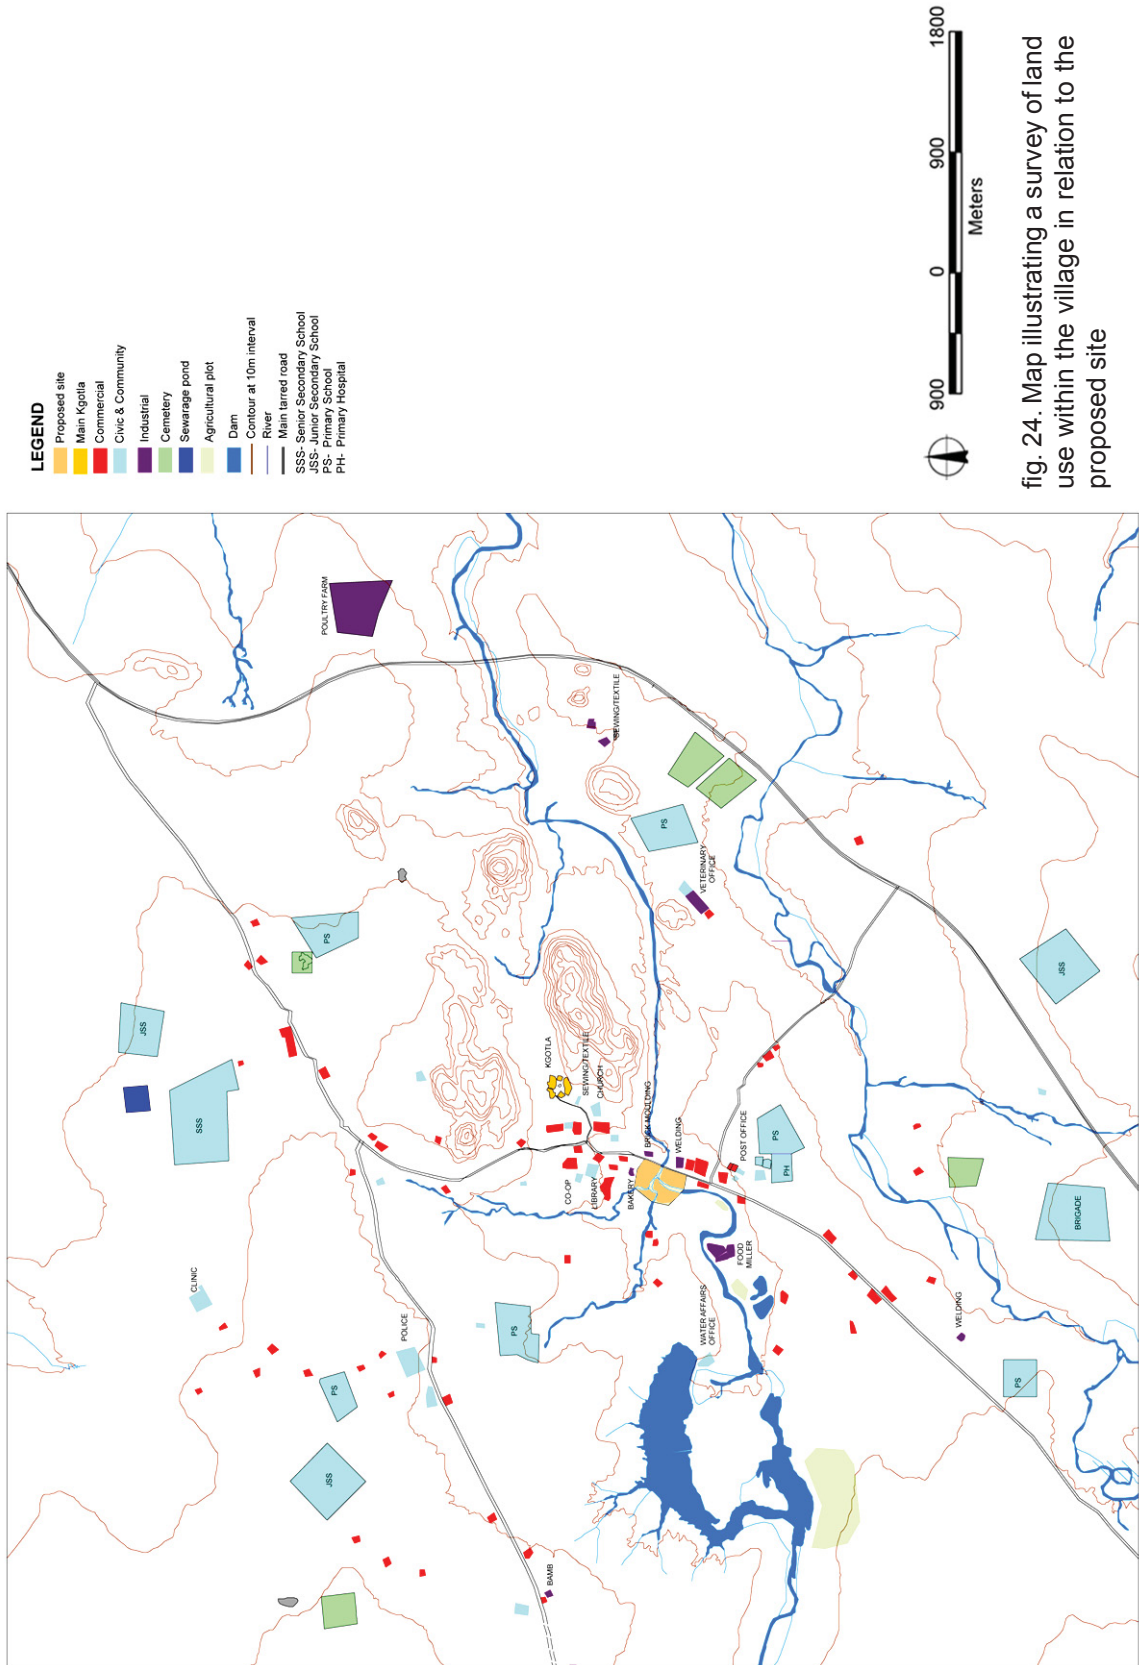 LEGEND
Proposed site
Main Kgotla
Commercial
Civic & Community
Industrial
Cemetery
Sewarage pond
Agricultural plot
Dam
Contour at 10m interval
River
Main tarred road
SSS- Senior Secondary School
JSS- Junior Secondary School
PS- Primary School
PH- Primary Hospital
900 0 900 1800
Meters
fig. 24. Map illustrating a survey of land
use within the village in relation to the
proposed site
POULTRY FARM
SEWING/TEXTILE
PS
VETERINARY
OFFICE
PS
JSS
SSS
JSS
KGOTLA
SEWING/TEXTILE
CHURCH
BRICK MOULDING
WELDING
POST OFFICE
PS
PH
CO-OP
LIBRARY
BAKERY
BRIGADE
FOOD
MILLER
WATER AFFAIRS
OFFICE
WELDING
PS
CLINIC
POLICE
PS
PS
JSS
BAMB